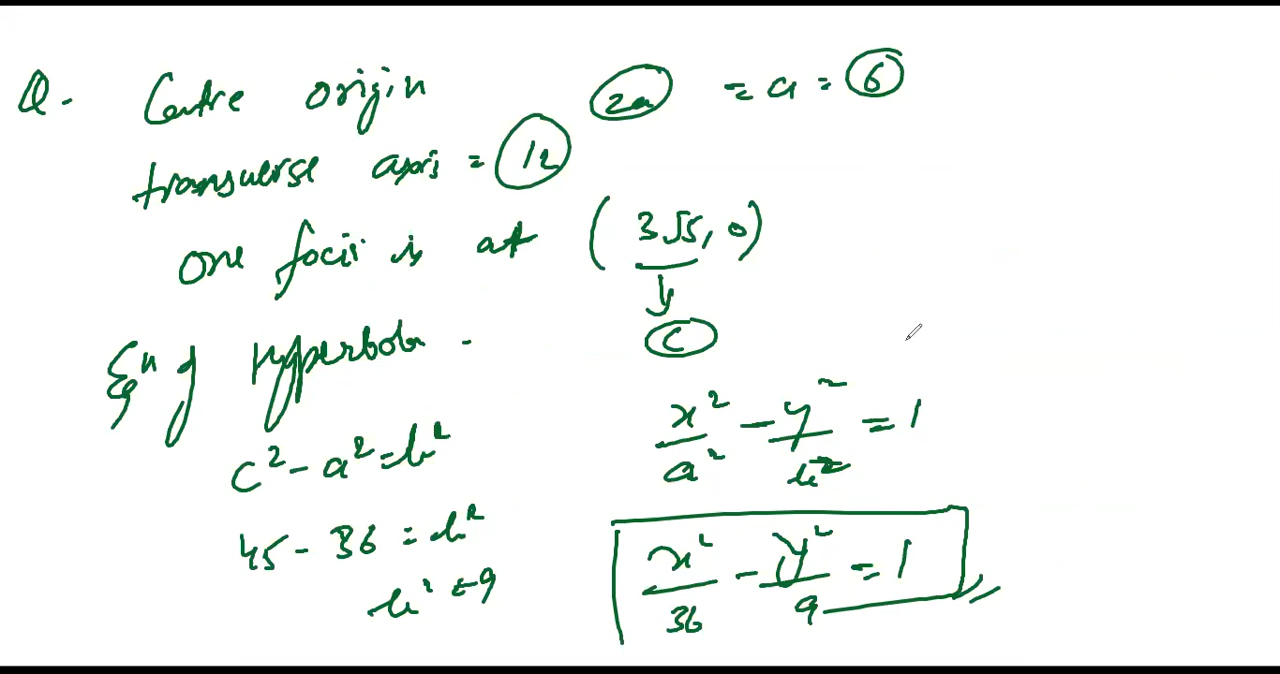 Q. Centre origin 2a = a = 6
transverse axis = 12
one focii is at (3√5, 0)
C
Eqn of Hyperbola.
x²/a² - y²/b² = 1
c² - a² = b²
45 - 36 = b²
x²/36 - y²/9 = 1
b² = 9